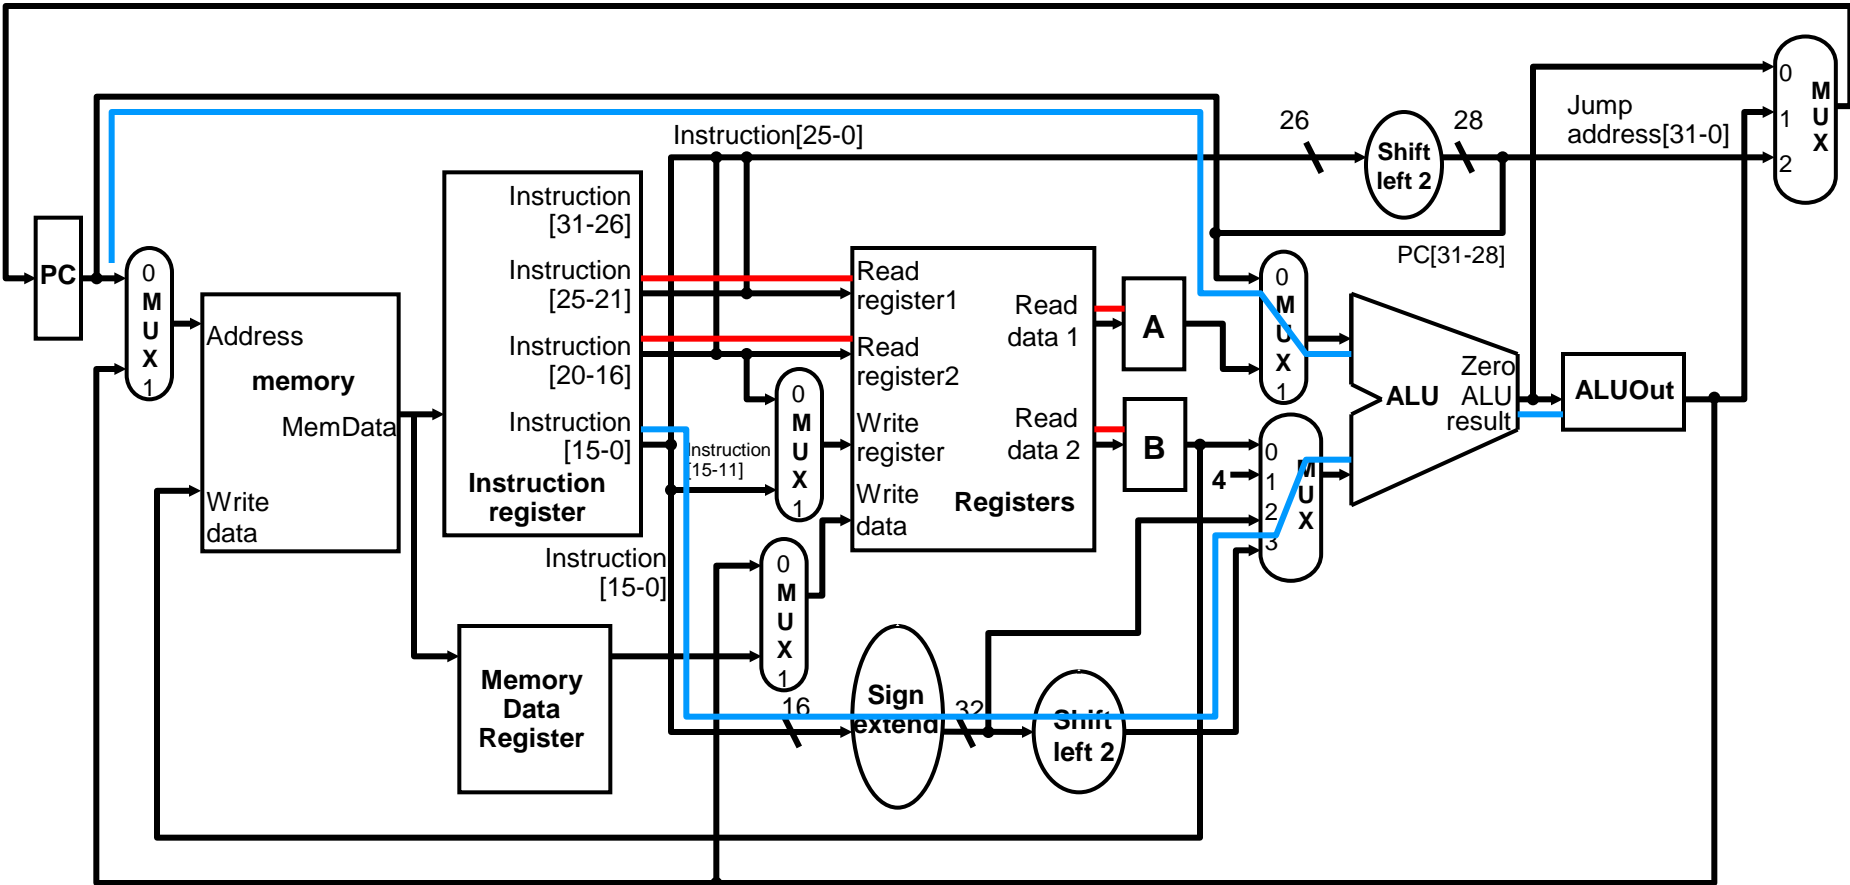 0
1
2
M
U
X
Jump
address[31-0]
26
28
Shift
left 2
Instruction[25-0]
PC[31-28]
PC
0
M
U
X
1
Address
memory
MemData
Write
data
Instruction
[31-26]
Instruction
[25-21]
Instruction
[20-16]
Instruction
[15-0]
Instruction
register
Instruction
[15-11]
Instruction
[15-0]
0
M
U
X
1
0
M
U
X
1
Memory
Data
Register
Read
register1
Read
register2
Write
register
Write
data
Read
data 1
Read
data 2
Registers
A
B
4
0
M
U
X
1
0
1
2
3
M
U
X
ALU
Zero
ALU
result
ALUOut
16
Sign
extend
32
Shift
left 2